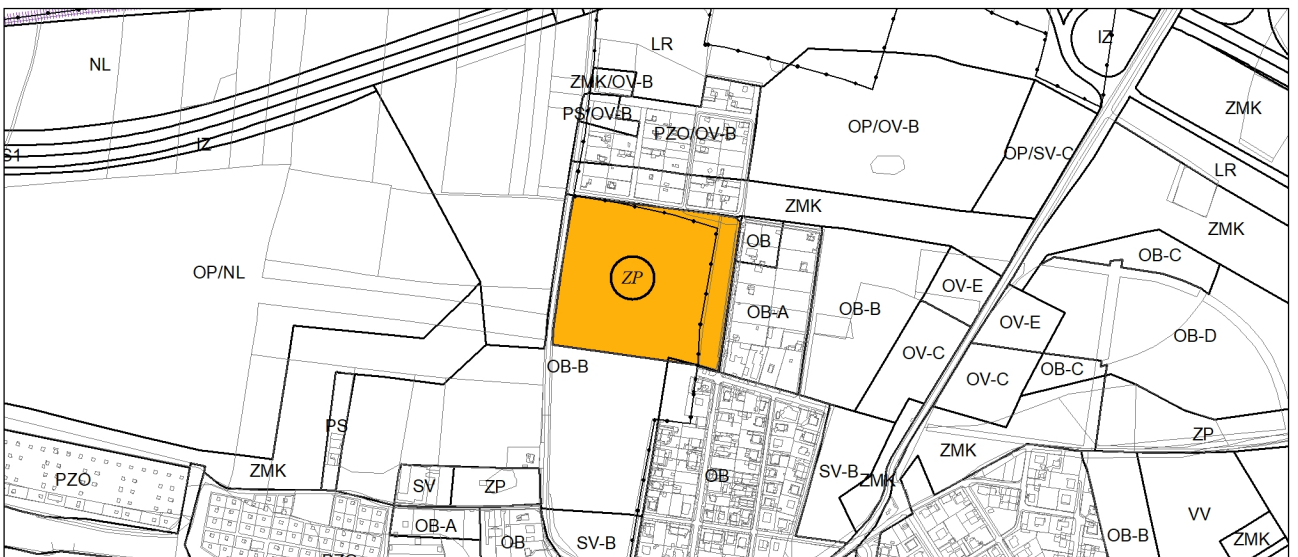 NL
LR
IZ
ZMK/OV-B
ZMK
PS/OV-B
PZO/OV-B
OP/OV-B
S1
IZ
OP/SV-C
LR
ZMK
ZMK
OP/NL
ZP
OB
OB-C
OB-A
OB-B
OV-E
OV-E
OB-D
OV-C
OB-B
OV-C
OB-C
PS
ZP
ZMK
ZMK
PZO
SV
ZP
OB
SV-B
ZMK
OB-A
OB
SV-B
OB-B
VV
ZMK